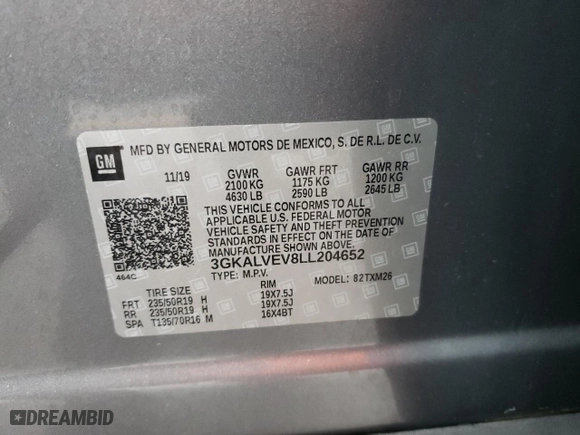 GM
MFD BY GENERAL MOTORS DE MEXICO, S. DE R.L. DE C.V.
11/19 GVWR GAWR FRT GAWR RR
2100 KG 1175 KG 1200 KG
4630 LB 2590 LB 2645 LB
THIS VEHICLE CONFORMS TO ALL
APPLICABLE U.S. FEDERAL MOTOR
VEHICLE SAFETY AND THEFT PREVENTION
STANDARDS IN EFFECT ON THE DATE OF
MANUFACTURE SHOWN ABOVE.
3GKALVEV8LL204652
464C TYPE: M.P.V. MODEL: 82TXM26
TIRE SIZE RIM
FRT 235/50R19 H 19X7.5J
RR 235/50R19 H 19X7.5J
SPA T135/70R16 M 16X4BT
DREAMBID